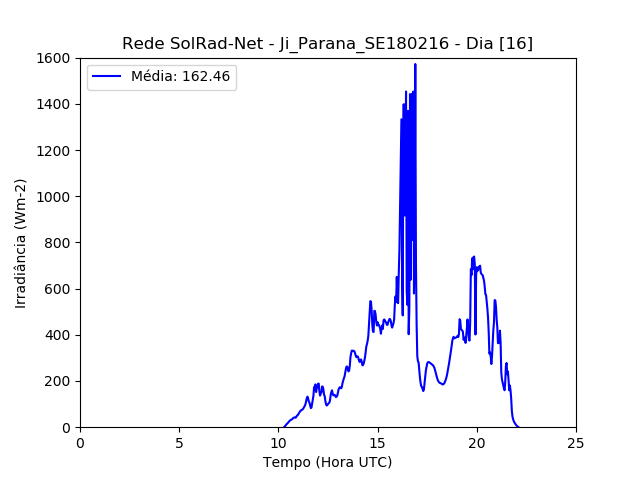 Rede SolRad-Net - Ji_Parana_SE180216 - Dia [16]
Média: 162.46
Irradiância (Wm-2)
1600
1400
1200
1000
800
600
400
200
0
0 5 10 15 20 25
Tempo (Hora UTC)